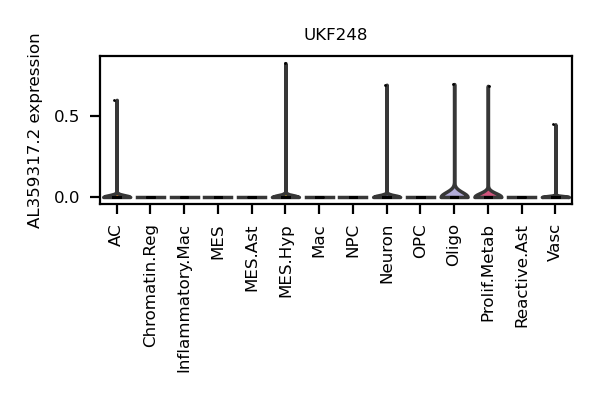 UKF248
AL359317.2 expression
0.5
0.0
AC
Chromatin.Reg
Inflammatory.Mac
MES
MES.Ast
MES.Hyp
Mac
NPC
Neuron
OPC
Oligo
Prolif.Metab
Reactive.Ast
Vasc